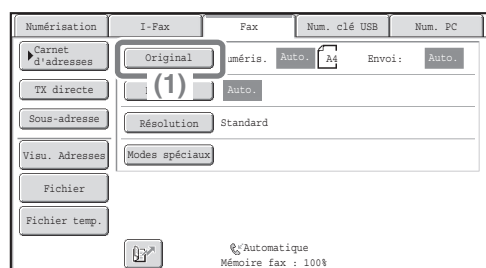 Numérisation I-Fax Fax Num. clé USB Num. PC
Carnet d'adresses
Original Numéris. Auto. A4 Envoi: Auto.
(1)
TX directe Auto.
Sous-adresse Résolution Standard
Visu. Adresses Modes spéciaux
Fichier
Fichier temp.
Automatique
Mémoire fax : 100%